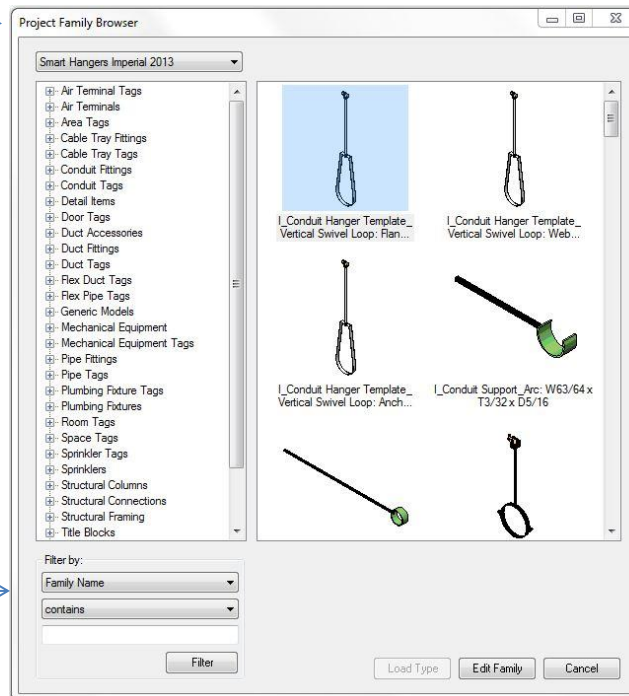 Project Family Browser
Smart Hangers Imperial 2013
Air Terminal Tags
Air Terminals
Area Tags
Cable Tray Fittings
Cable Tray Tags
Conduit Fittings
Conduit Tags
Detail Items
Door Tags
Duct Accessories
Duct Fittings
Duct Tags
Flex Duct Tags
Flex Pipe Tags
Generic Models
Mechanical Equipment
Mechanical Equipment Tags
Pipe Fittings
Pipe Tags
Plumbing Fixture Tags
Plumbing Fixtures
Room Tags
Space Tags
Sprinkler Tags
Sprinklers
Structural Columns
Structural Connections
Structural Framing
Title Blocks
I_Conduit Hanger Template_
Vertical Swivel Loop: Flan...
I_Conduit Hanger Template_
Vertical Swivel Loop: Web...
I_Conduit Hanger Template_
Vertical Swivel Loop: Anch...
I_Conduit Support_Arc: W63/64 x
T3/32 x D5/16
Filter by:
Family Name
contains
Filter
Load Type
Edit Family
Cancel